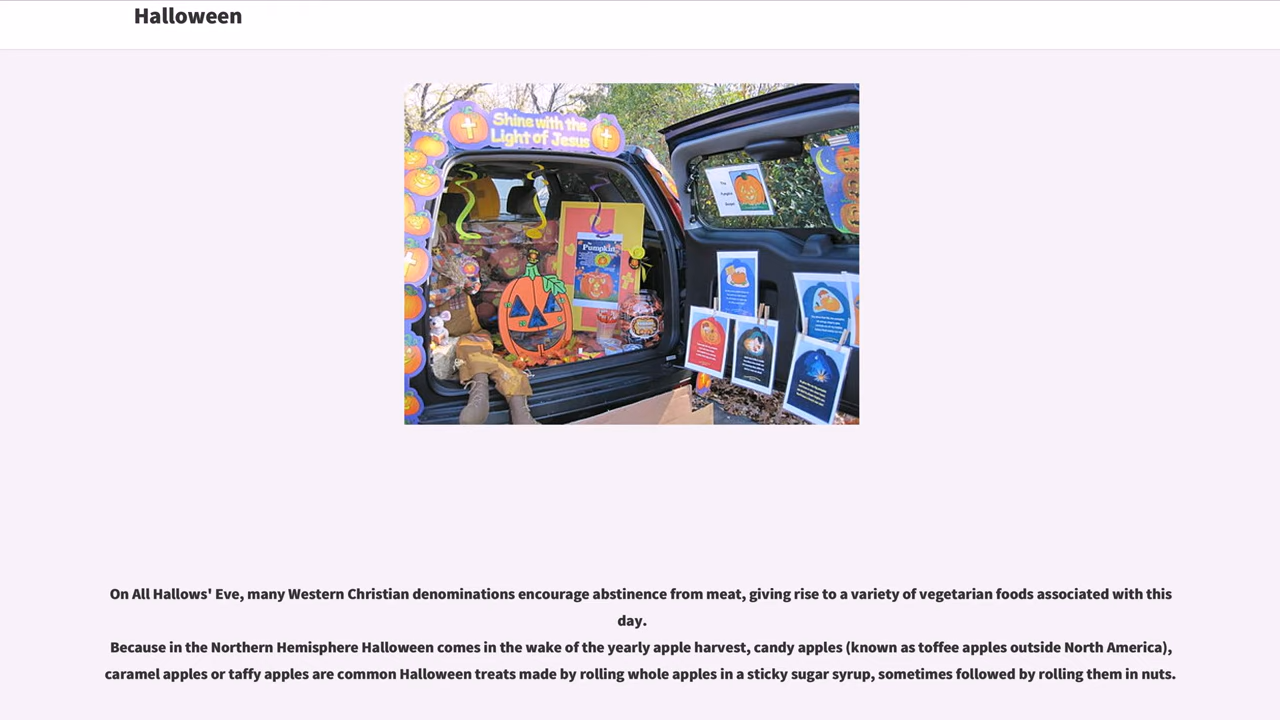 Halloween
Shine with the
Light of Jesus
The
Pumpkin
On All Hallows' Eve, many Western Christian denominations encourage abstinence from meat, giving rise to a variety of vegetarian foods associated with this
day.
Because in the Northern Hemisphere Halloween comes in the wake of the yearly apple harvest, candy apples (known as toffee apples outside North America),
caramel apples or taffy apples are common Halloween treats made by rolling whole apples in a sticky sugar syrup, sometimes followed by rolling them in nuts.